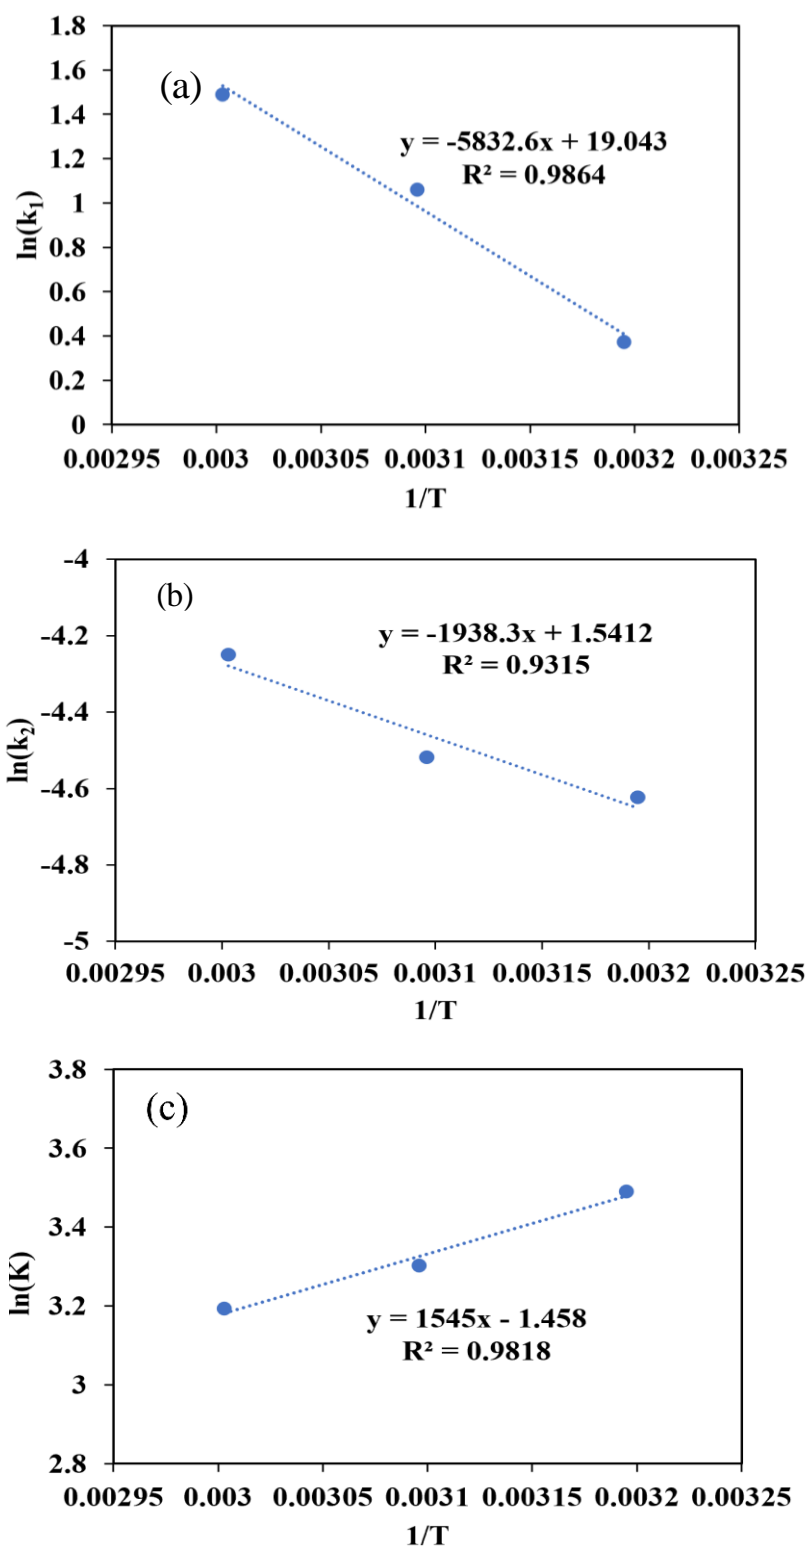 1.8
1.6
1.4
1.2
1
0.8
0.6
0.4
0.2
0
(a)
y = -5832.6x + 19.043
R² = 0.9864
ln(k₁)
0.00295 0.003 0.00305 0.0031 0.00315 0.0032 0.00325
1/T
-4
-4.2
-4.4
-4.6
-4.8
-5
(b)
y = -1938.3x + 1.5412
R² = 0.9315
ln(k₂)
0.00295 0.003 0.00305 0.0031 0.00315 0.0032 0.00325
1/T
3.8
3.6
3.4
3.2
3
2.8
(c)
y = 1545x - 1.458
R² = 0.9818
ln(K)
0.00295 0.003 0.00305 0.0031 0.00315 0.0032 0.00325
1/T